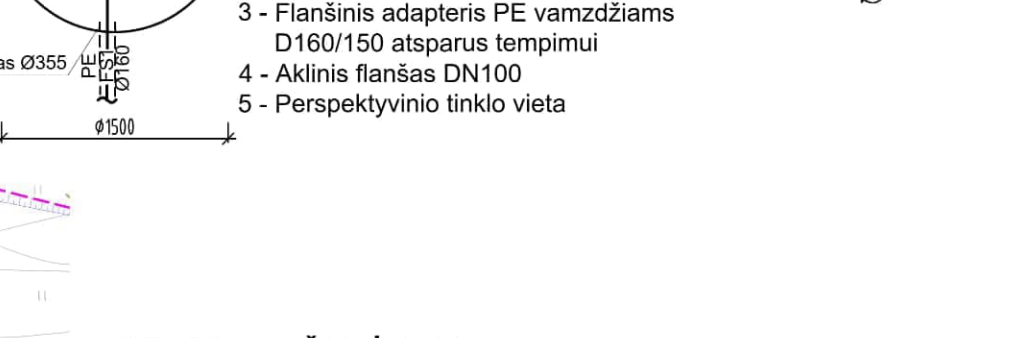 3 - Flanšinis adapteris PE vamzdžiams
D160/150 atsparus tempimui
4 - Aklinis flanšas DN100
5 - Perspektyvinio tinklo vieta
as Ø355
PE
FS1
Ø160
Ø1500